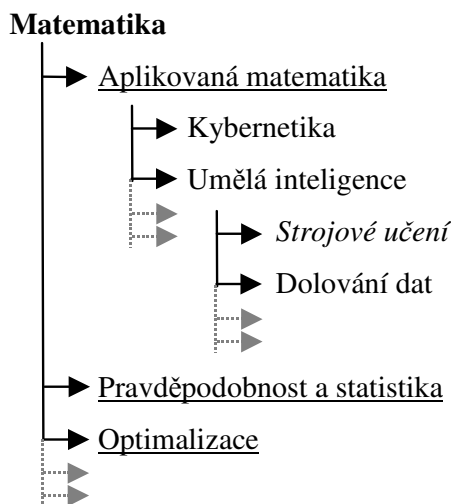 Matematika
Aplikovaná matematika
Kybernetika
Umělá inteligence
Strojové učení
Dolování dat
Pravděpodobnost a statistika
Optimalizace